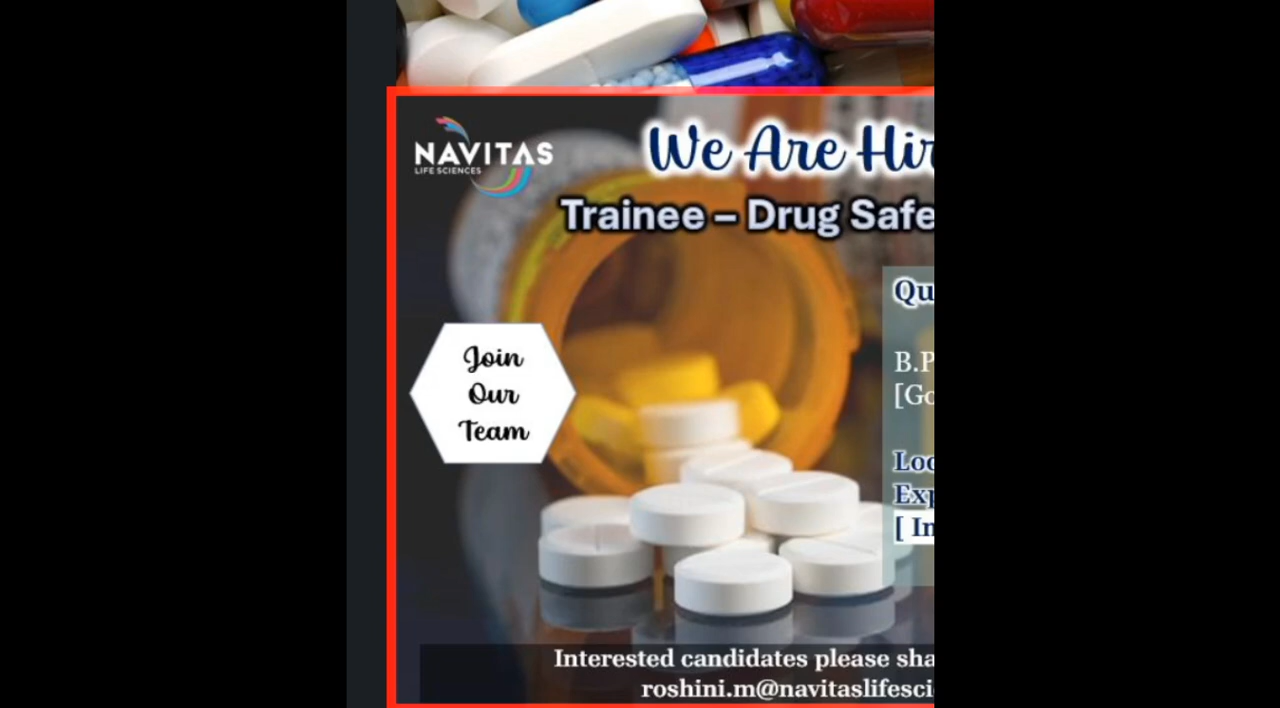 NAVITAS
LIFE SCIENCES
We Are Hir
Trainee – Drug Safe
Join
Our
Team
Qu
B.P
[Go
Loc
Exp
[ In
Interested candidates please sha
roshini.m@navitaslifesci